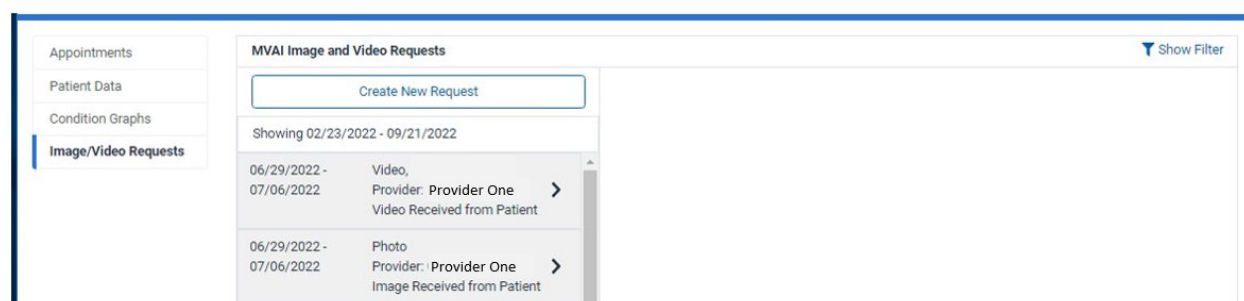 Appointments
Patient Data
Condition Graphs
Image/Video Requests
MVAI Image and Video Requests
Show Filter
Create New Request
Showing 02/23/2022 - 09/21/2022
06/29/2022 -
07/06/2022
Video,
Provider: Provider One
Video Received from Patient
06/29/2022 -
07/06/2022
Photo
Provider: Provider One
Image Received from Patient